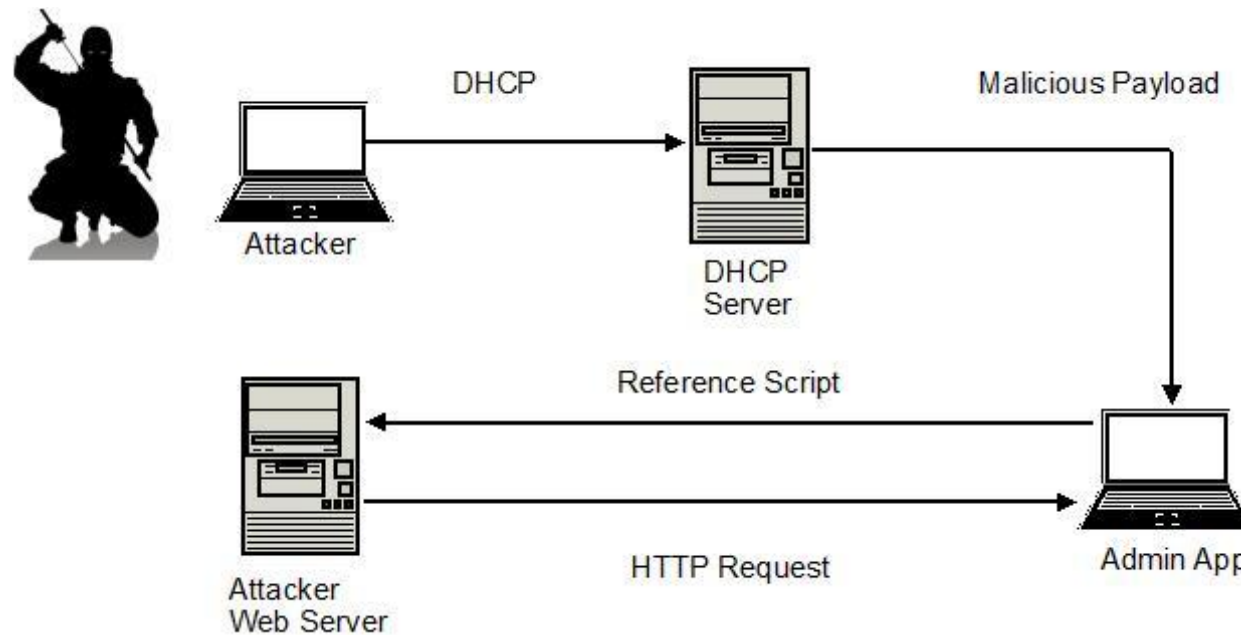 DHCP
Malicious Payload
Attacker
DHCP
Server
Reference Script
HTTP Request
Admin App
Attacker
Web Server